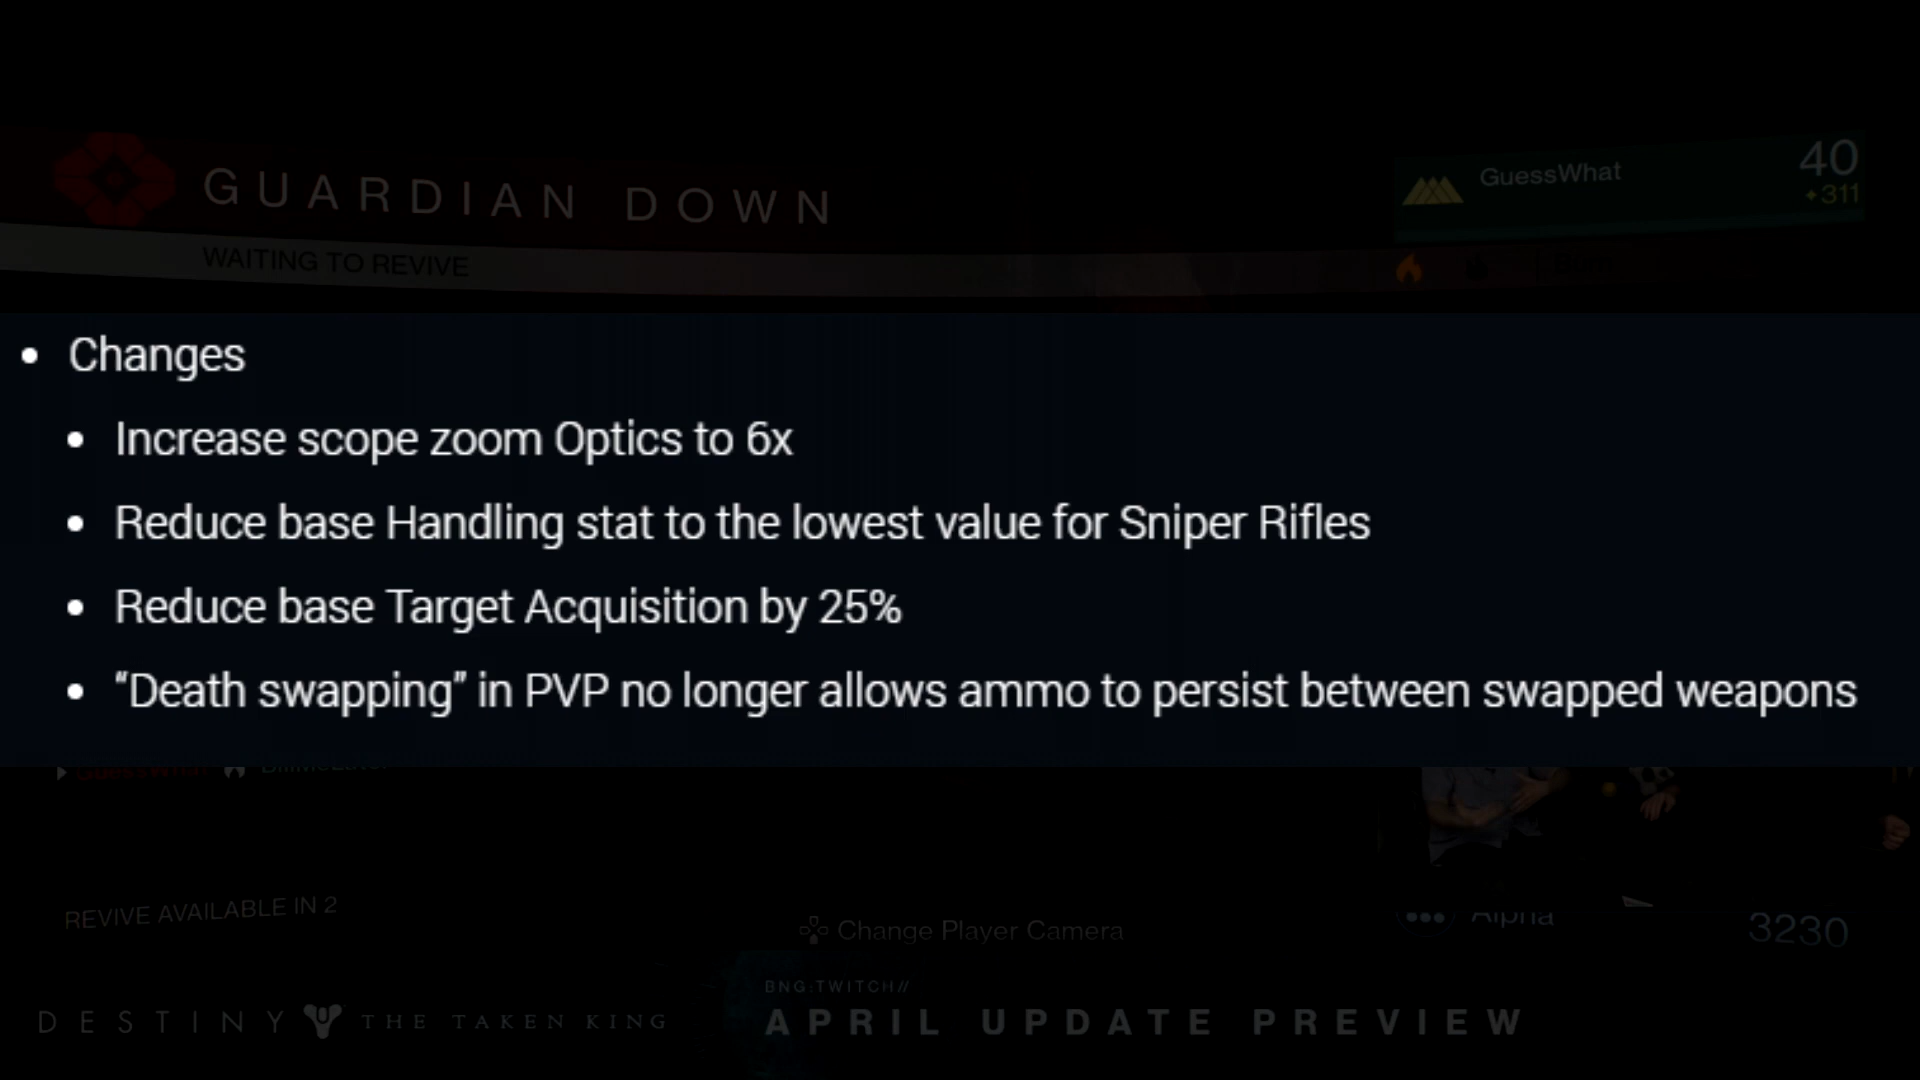 GUARDIAN DOWN
WAITING TO REVIVE
GuessWhat
40
+311
• Changes
• Increase scope zoom Optics to 6x
• Reduce base Handling stat to the lowest value for Sniper Rifles
• Reduce base Target Acquisition by 25%
• “Death swapping” in PVP no longer allows ammo to persist between swapped weapons
GuessWhat
REVIVE AVAILABLE IN 2
Change Player Camera
Alpha
3230
DESTINY THE TAKEN KING
BNG:TWITCH//
APRIL UPDATE PREVIEW